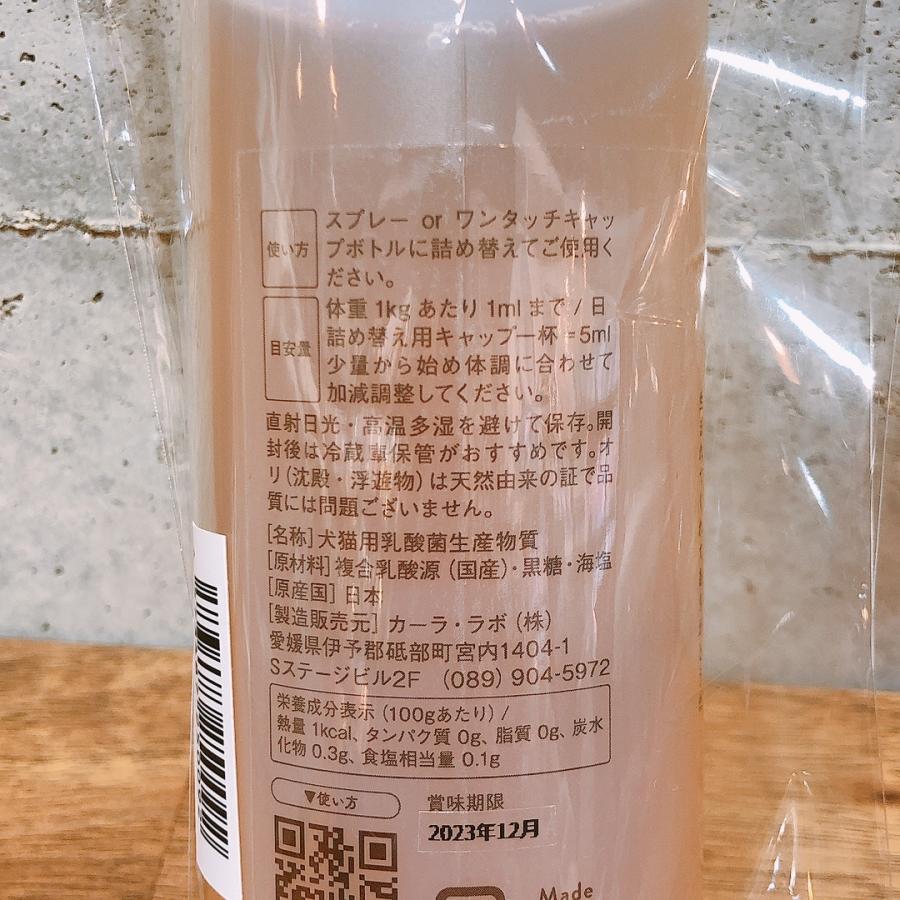 使い方
スプレー or ワンタッチキャッ
プボトルに詰め替えてご使用く
ださい。
目安量
体重 1kg あたり 1ml まで / 日
詰め替え用キャップ一杯 = 5ml
少量から始め体調に合わせて
加減調整してください。
直射日光・高温多湿を避けて保存。開
封後は冷蔵庫保管がおすすめです。オ
リ(沈殿・浮遊物)は天然由来の証で品
質には問題ございません。
[名称] 犬猫用乳酸菌生産物質
[原材料] 複合乳酸源 (国産)・黒糖・海塩
[原産国] 日本
[製造販売元] カーラ・ラボ (株)
愛媛県伊予郡砥部町宮内1404-1
Sステージビル2F (089) 904-5972
栄養成分表示 (100gあたり) /
熱量 1kcal、タンパク質 0g、脂質 0g、炭水
化物 0.3g、食塩相当量 0.1g
▼使い方
賞味期限
2023年12月
Made